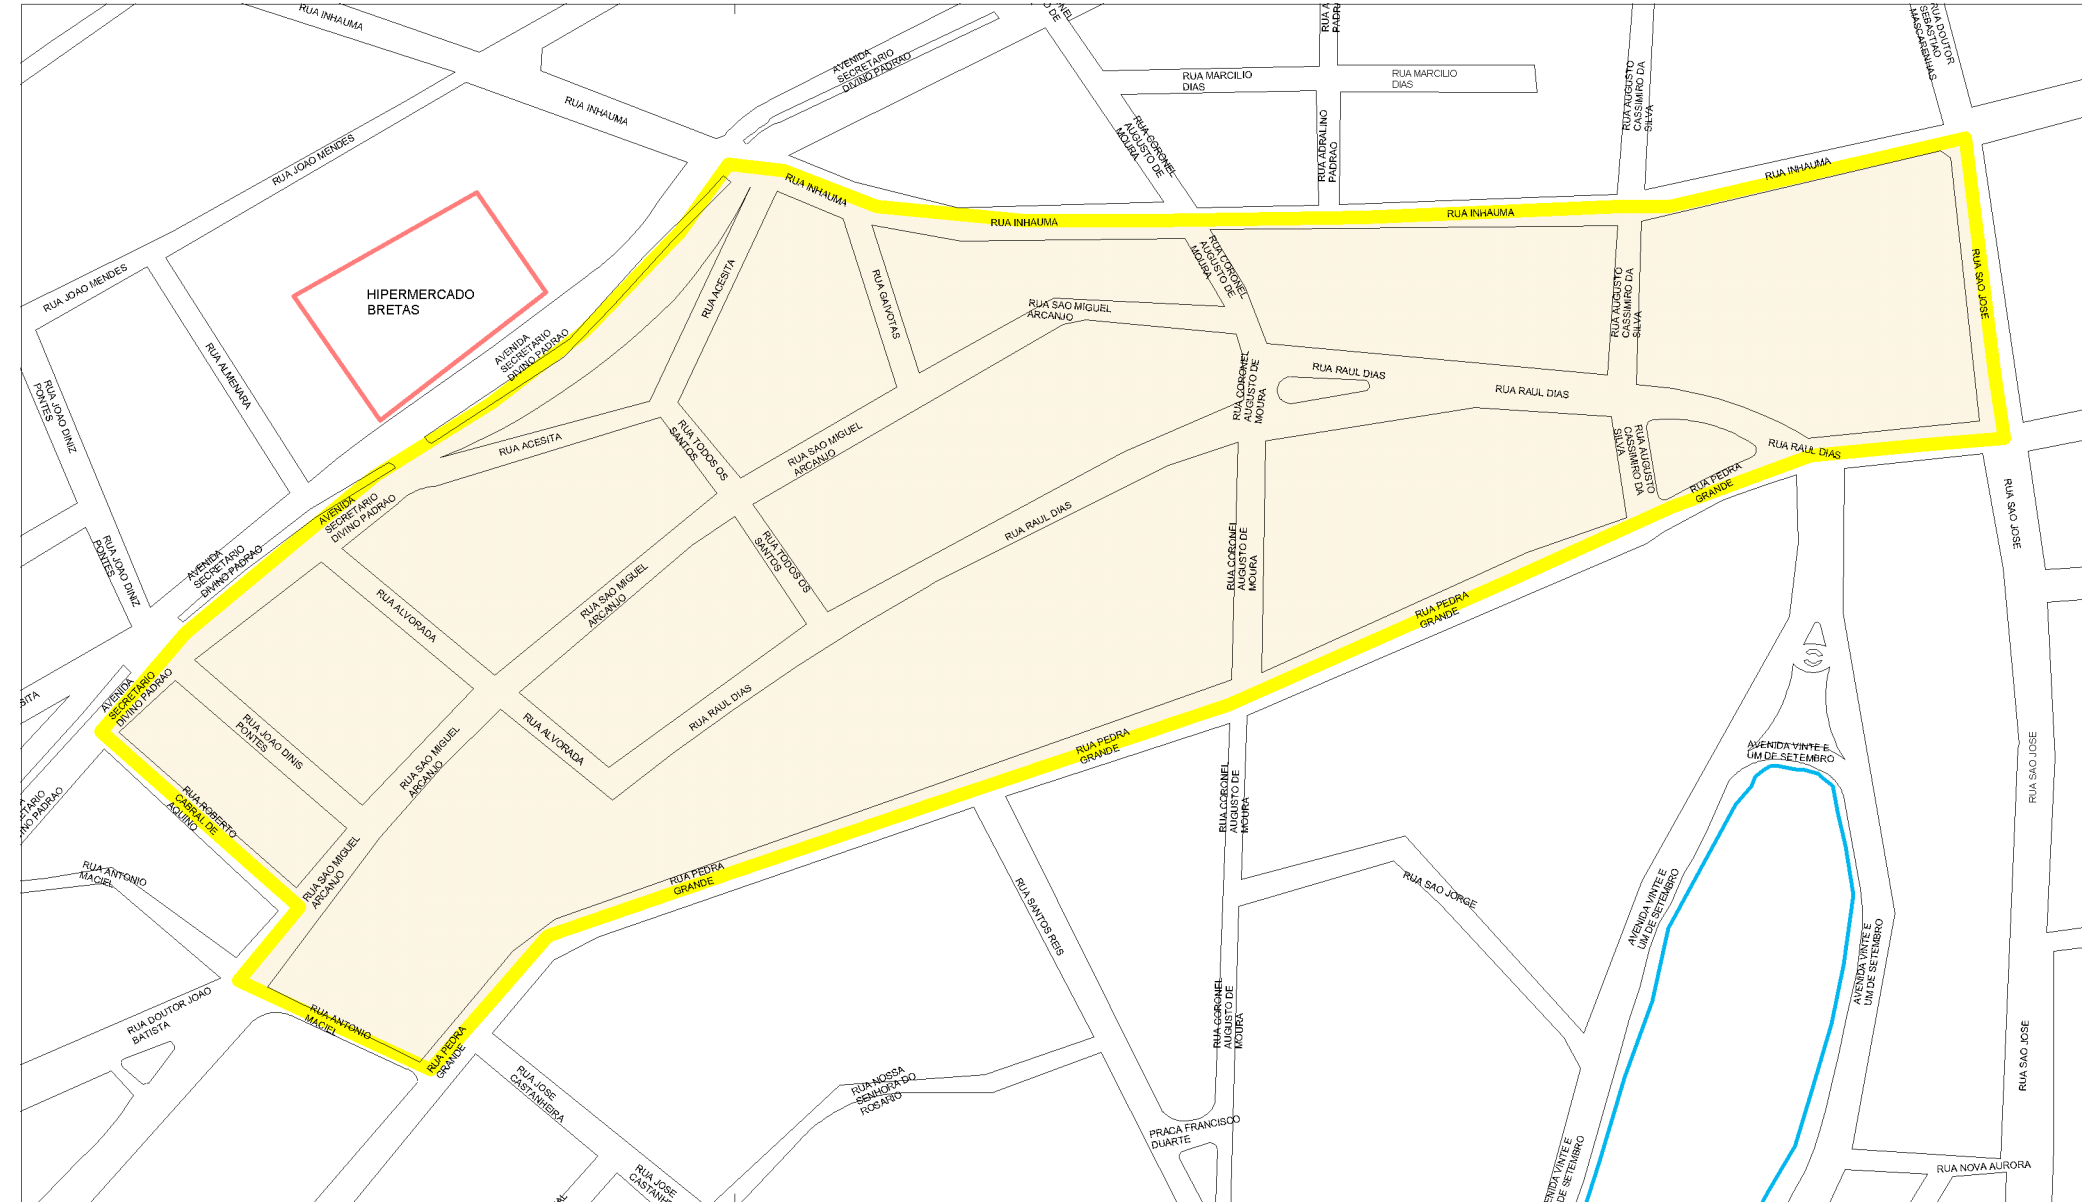 RUA INHAUMA
RUA INHAUMA
AVENIDA
SECRETARIO
DIVINO PADRAO
RUA MARCILIO
DIAS
RUA MARCILIO
DIAS
RUA DOUTOR
SEBASTIAO
MASCARENHAS
RUA AUGUSTO
CASSIMIRO DA
SILVA
RUA CORONEL
AUGUSTO DE
MOURA
RUA ADRALINO
PADRAO
RUA JOAO MENDES
RUA JOAO MENDES
RUA INHAUMA
RUA INHAUMA
RUA INHAUMA
RUA INHAUMA
HIPERMERCADO
BRETAS
RUA ALMENARA
AVENIDA
SECRETARIO
DIVINO PADRAO
RUA ACESITA
RUA GAIVOTAS
RUA SAO MIGUEL
ARCANJO
RUA CORONEL
AUGUSTO DE
MOURA
RUA AUGUSTO
CASSIMIRO DA
SILVA
RUA SAO JOSE
RUA JOAO DINIZ
PONTES
RUA CORONEL
AUGUSTO DE
MOURA
RUA RAUL DIAS
RUA RAUL DIAS
RUA ACESITA
RUA TODOS OS
SANTOS
RUA SAO MIGUEL
ARCANJO
RUA AUGUSTO
CASSIMIRO DA
SILVA
RUA RAUL DIAS
RUA PEDRA
GRANDE
AVENIDA
SECRETARIO
DIVINO PADRAO
RUA RAUL DIAS
RUA SAO JOSE
RUA JOAO DINIZ
PONTES
AVENIDA
SECRETARIO
DIVINO PADRAO
RUA TODOS OS
SANTOS
RUA CORONEL
AUGUSTO DE
MOURA
RUA ALVORADA
RUA SAO MIGUEL
ARCANJO
RUA PEDRA
GRANDE
AVENIDA
SECRETARIO
DIVINO PADRAO
RUA RAUL DIAS
RUA JOAO DINIS
PONTES
RUA ALVORADA
RUA SAO MIGUEL
ARCANJO
RUA PEDRA
GRANDE
AVENIDA VINTE E
UM DE SETEMBRO
RUA SAO JOSE
RUA CORONEL
AUGUSTO DE
MOURA
RUA ROBERTO
CABRAL DE
AQUINO
RUA ANTONIO
MACIEL
RUA SAO MIGUEL
ARCANJO
RUA PEDRA
GRANDE
RUA SANTOS REIS
RUA SAO JORGE
AVENIDA VINTE E
UM DE SETEMBRO
AVENIDA VINTE E
UM DE SETEMBRO
RUA DOUTOR JOAO
BATISTA
RUA ANTONIO
MACIEL
RUA PEDRA
GRANDE
RUA CORONEL
AUGUSTO DE
MOURA
RUA SAO JOSE
RUA JOSE
CASTANHEIRA
RUA NOSSA
SENHORA DO
ROSARIO
PRACA FRANCISCO
DUARTE
RUA JOSE
RUA NOVA AURORA